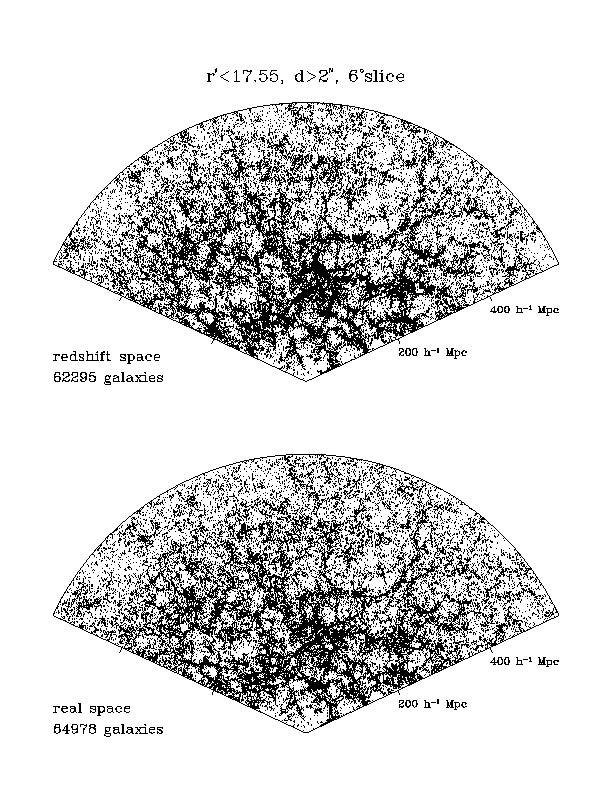 r'<17.55, d>2", 6°slice
400 h⁻¹ Mpc
200 h⁻¹ Mpc
redshift space
62295 galaxies
400 h⁻¹ Mpc
200 h⁻¹ Mpc
real space
64978 galaxies